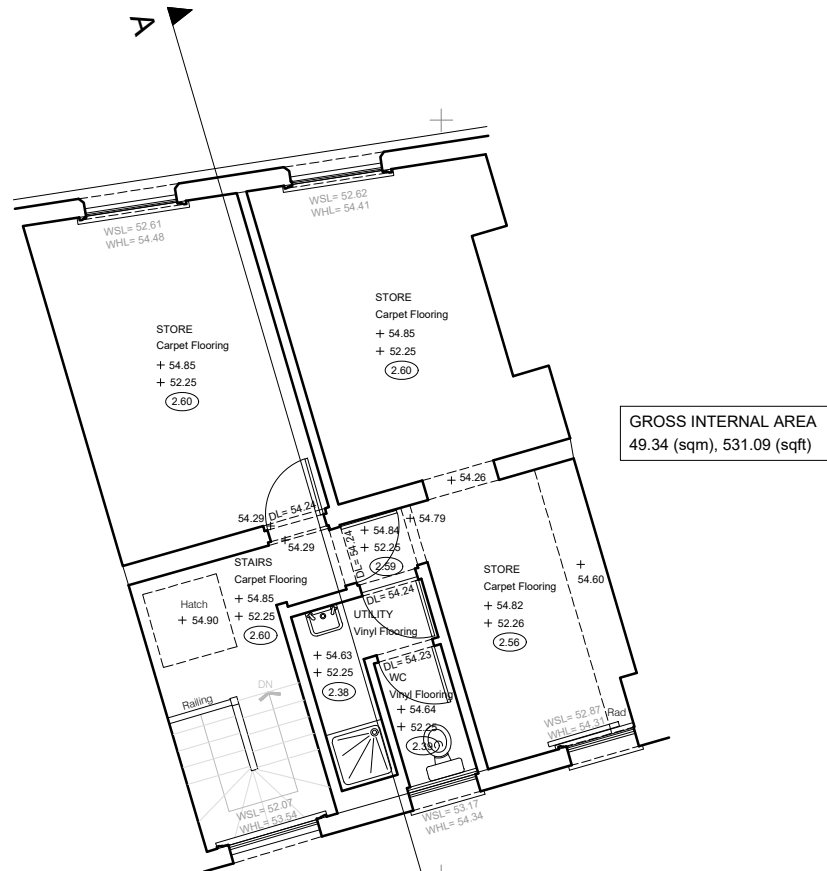 A
WSL= 52.62
WHL= 54.41
WSL= 52.61
WHL= 54.48
STORE
Carpet Flooring
+ 54.85
+ 52.25
2.60
STORE
Carpet Flooring
+ 54.85
+ 52.25
2.60
GROSS INTERNAL AREA
49.34 (sqm), 531.09 (sqft)
+ 54.26
54.29
DL= 54.24
+ 54.79
+ 54.29
+ 54.84
+ 52.25
2.59
DL= 54.24
STAIRS
Carpet Flooring
+ 54.85
+ 52.25
2.60
Hatch
+ 54.90
STORE
Carpet Flooring
+ 54.82
+ 52.26
2.56
+ 54.60
DL= 54.24
UTILITY
Vinyl Flooring
+ 54.63
+ 52.25
2.38
DL= 54.23
WC
Vinyl Flooring
+ 54.64
+ 52.25
2.39
DN
Railing
WSL= 52.87
WHL= 54.31
Rad
WSL= 52.07
WHL= 53.54
WSL= 53.17
WHL= 54.34